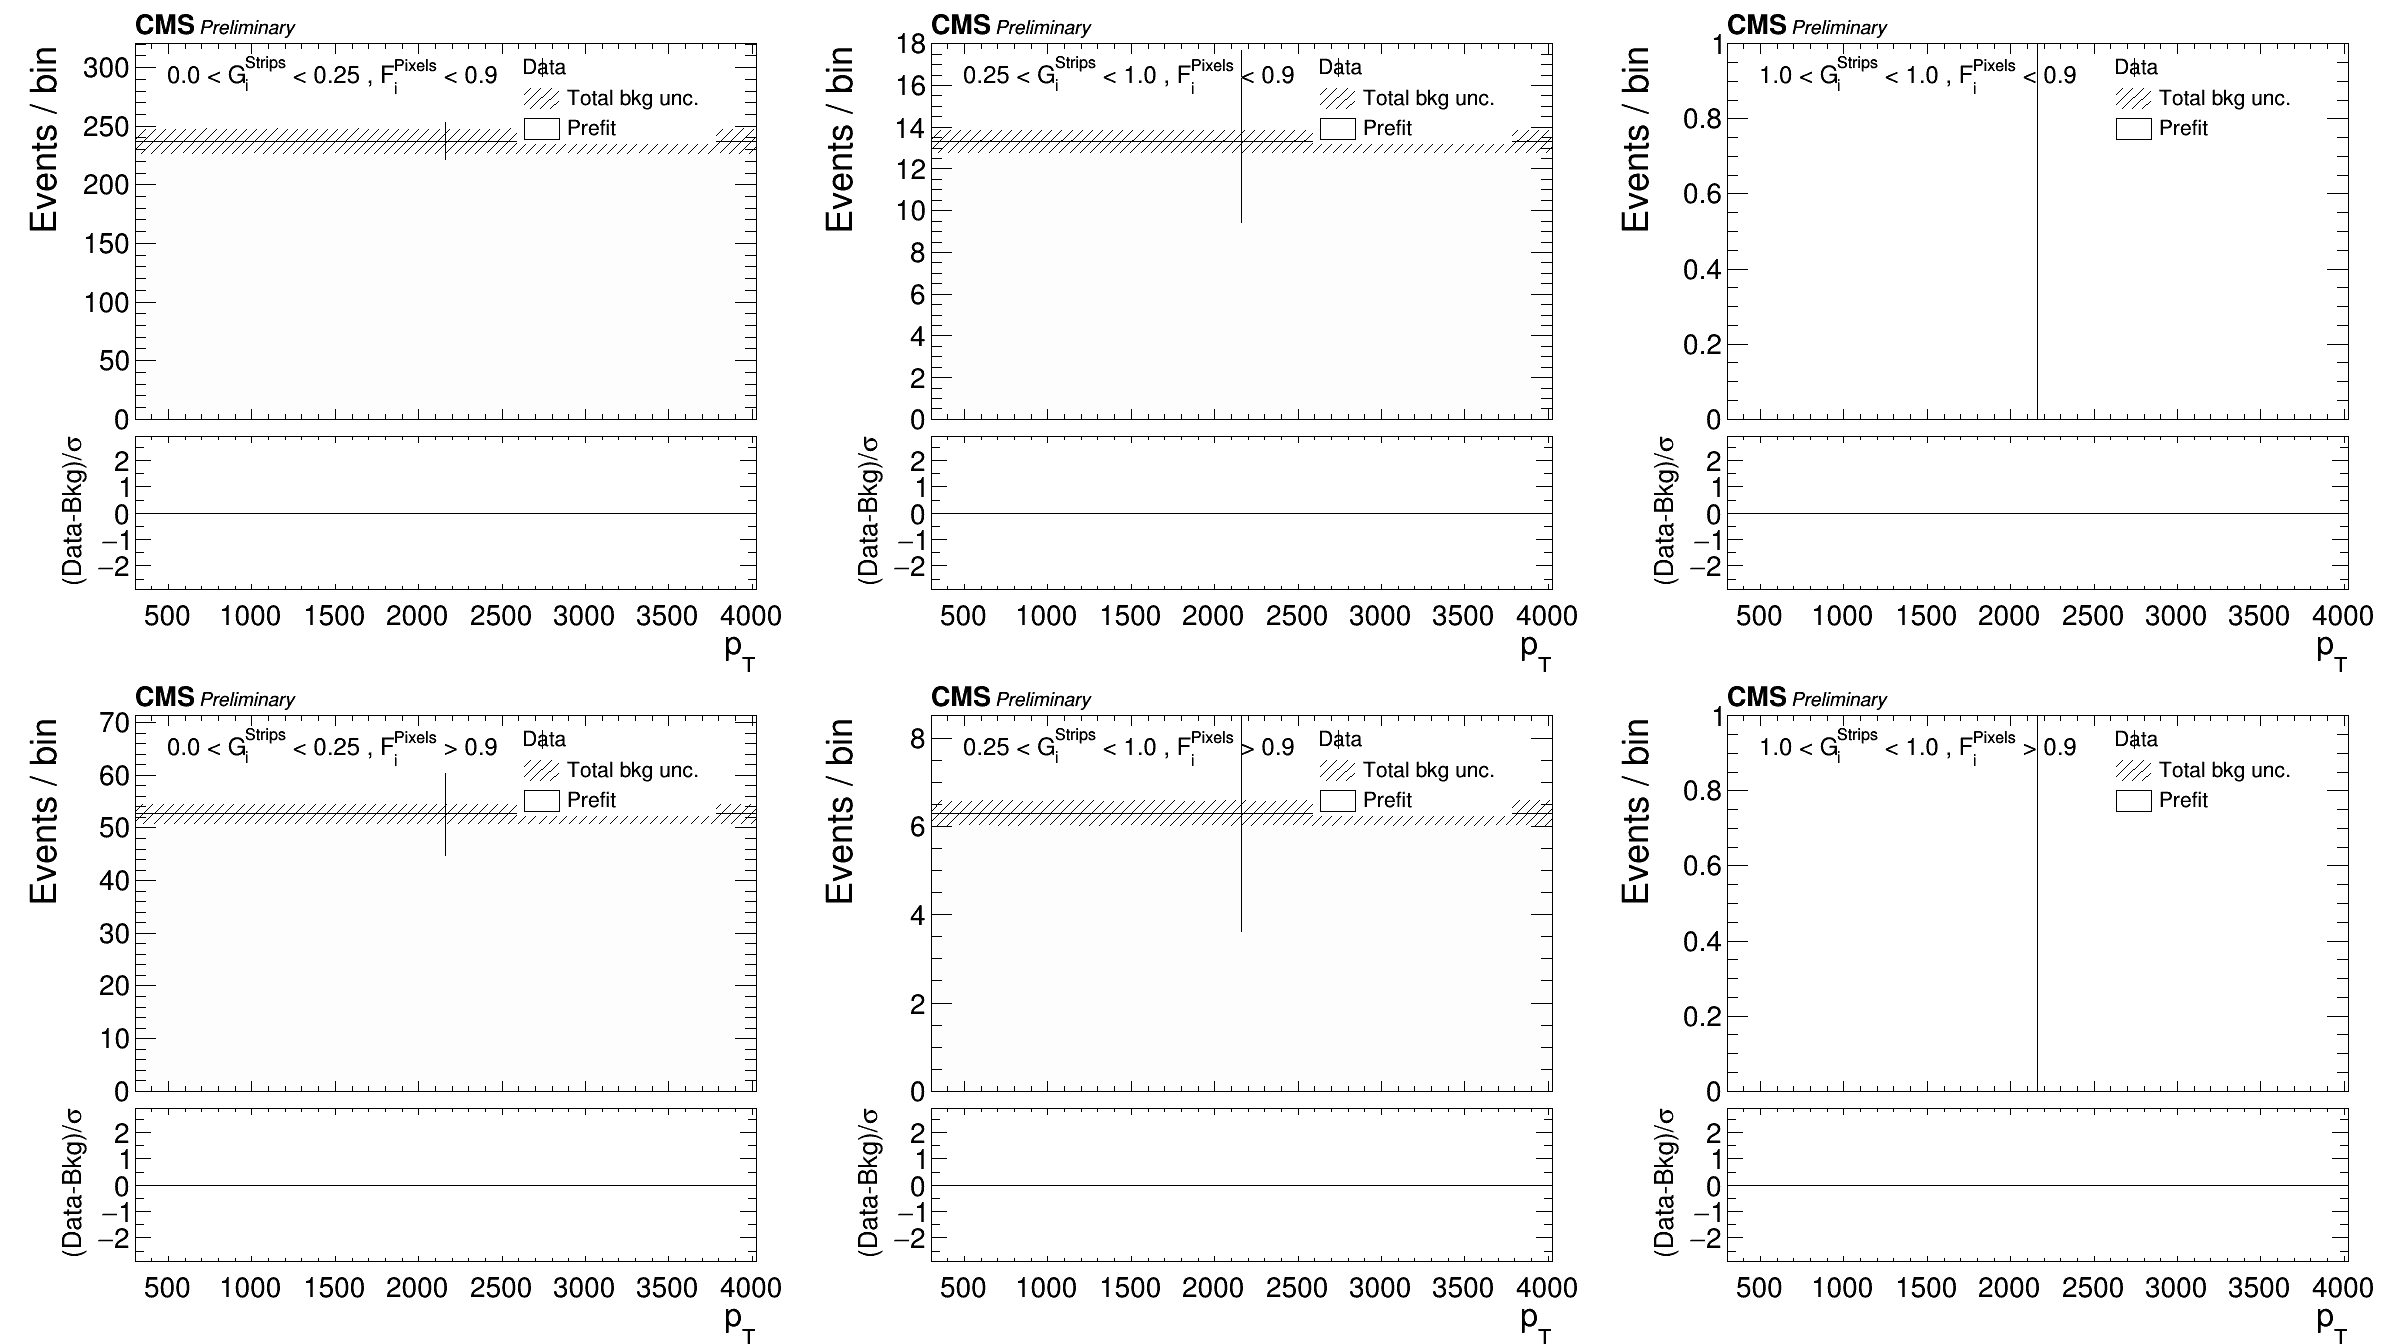 CMS Preliminary
Events / bin
300
250
200
150
100
50
0
0.0 < G_i^Strips < 0.25 , F_i^Pixels < 0.9
Data
Total bkg unc.
Prefit
(Data-Bkg)/σ
2
1
0
−1
−2
500 1000 1500 2000 2500 3000 3500 4000
p_T
CMS Preliminary
Events / bin
18
16
14
12
10
8
6
4
2
0
0.25 < G_i^Strips < 1.0 , F_i^Pixels < 0.9
Data
Total bkg unc.
Prefit
(Data-Bkg)/σ
2
1
0
−1
−2
500 1000 1500 2000 2500 3000 3500 4000
p_T
CMS Preliminary
Events / bin
1
0.8
0.6
0.4
0.2
0
1.0 < G_i^Strips < 1.0 , F_i^Pixels < 0.9
Data
Total bkg unc.
Prefit
(Data-Bkg)/σ
2
1
0
−1
−2
500 1000 1500 2000 2500 3000 3500 4000
p_T
CMS Preliminary
Events / bin
70
60
50
40
30
20
10
0
0.0 < G_i^Strips < 0.25 , F_i^Pixels > 0.9
Data
Total bkg unc.
Prefit
(Data-Bkg)/σ
2
1
0
−1
−2
500 1000 1500 2000 2500 3000 3500 4000
p_T
CMS Preliminary
Events / bin
8
6
4
2
0
0.25 < G_i^Strips < 1.0 , F_i^Pixels > 0.9
Data
Total bkg unc.
Prefit
(Data-Bkg)/σ
2
1
0
−1
−2
500 1000 1500 2000 2500 3000 3500 4000
p_T
CMS Preliminary
Events / bin
1
0.8
0.6
0.4
0.2
0
1.0 < G_i^Strips < 1.0 , F_i^Pixels > 0.9
Data
Total bkg unc.
Prefit
(Data-Bkg)/σ
2
1
0
−1
−2
500 1000 1500 2000 2500 3000 3500 4000
p_T